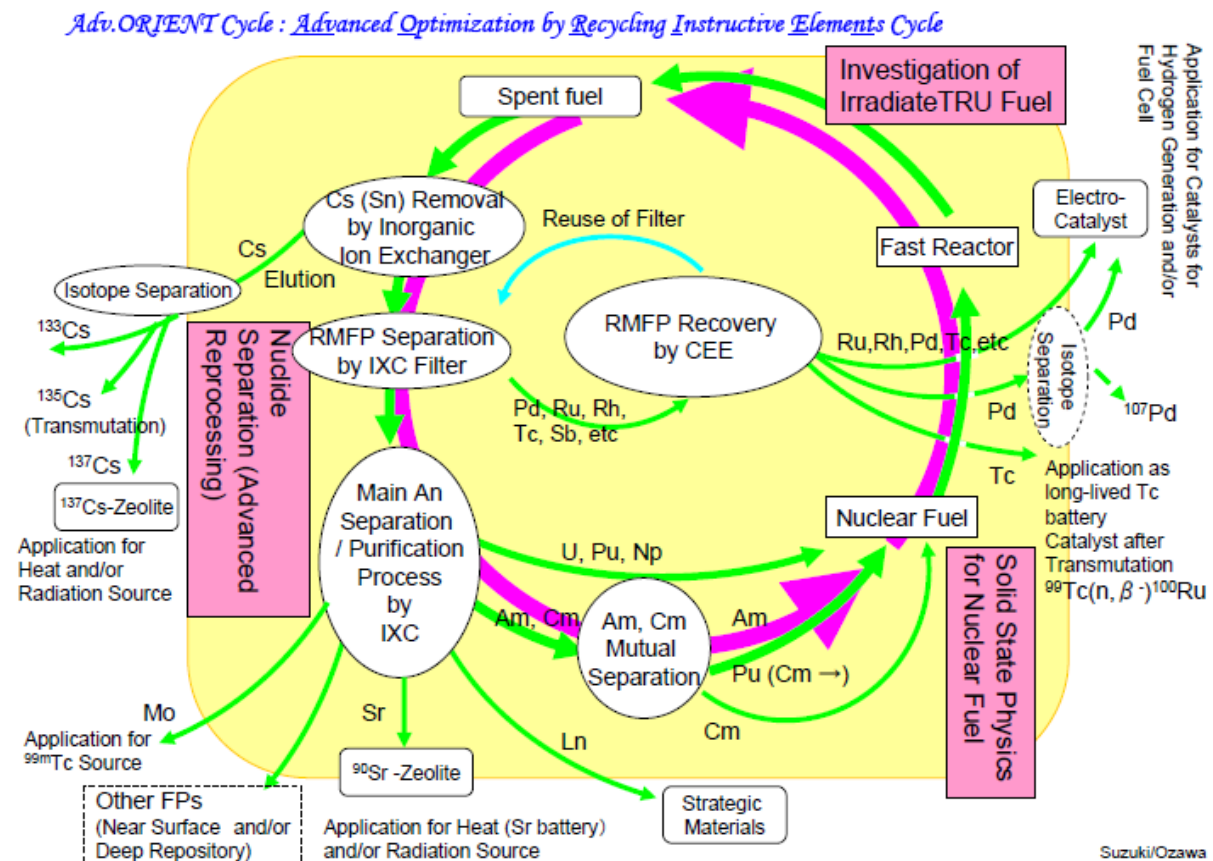 Adv.ORIENT Cycle : Advanced Optimization by Recycling Instructive Elements Cycle
Spent fuel
Investigation of
IrradiateTRU Fuel
Application for Catalysts for
Hydrogen Generation and/or
Fuel Cell
Cs (Sn) Removal
by Inorganic
Ion Exchanger
Cs
Elution
Reuse of Filter
Fast Reactor
Electro-
Catalyst
Isotope Separation
¹³³Cs
¹³⁵Cs
(Transmutation)
¹³⁷Cs
¹³⁷Cs-Zeolite
Application for
Heat and/or
Radiation Source
Nuclide
Separation (Advanced
Reprocessing)
RMFP Separation
by IXC Filter
RMFP Recovery
by CEE
Pd, Ru, Rh,
Tc, Sb, etc
Ru,Rh,Pd,Tc,etc
Pd
Isotope
Separation
Pd
¹⁰⁷Pd
Tc
Application as
long-lived Tc
battery
Catalyst after
Transmutation
⁹⁹Tc(n, β -)¹⁰⁰Ru
Main An
Separation
/ Purification
Process
by
IXC
U, Pu, Np
Nuclear Fuel
Am, Cm
Am, Cm
Mutual
Separation
Am
Pu (Cm →)
Cm
Solid State Physics
for Nuclear Fuel
Mo
Application for
⁹⁹ᵐTc Source
Sr
⁹⁰Sr -Zeolite
Ln
Strategic
Materials
Other FPs
(Near Surface and/or
Deep Repository)
Application for Heat (Sr battery)
and/or Radiation Source
Suzuki/Ozawa